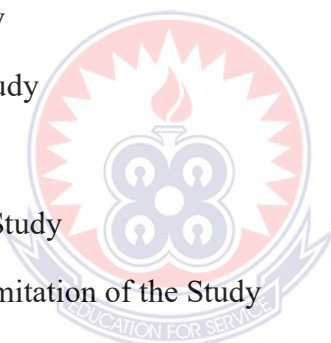 y
udy
Study
mitation of the Study
EDUCATION FOR SERVICE